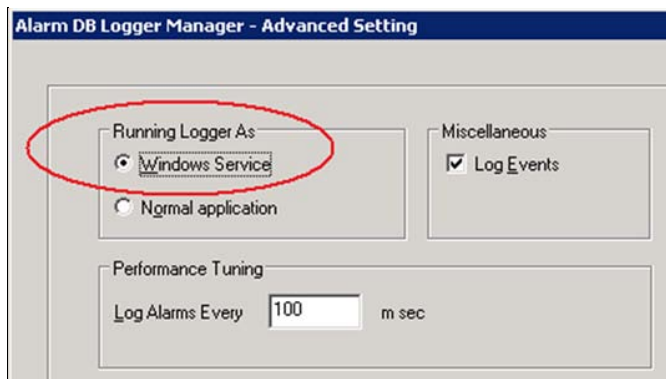 Alarm DB Logger Manager - Advanced Setting
Running Logger As
Windows Service
Normal application
Miscellaneous
Log Events
Performance Tuning
Log Alarms Every 100 m sec